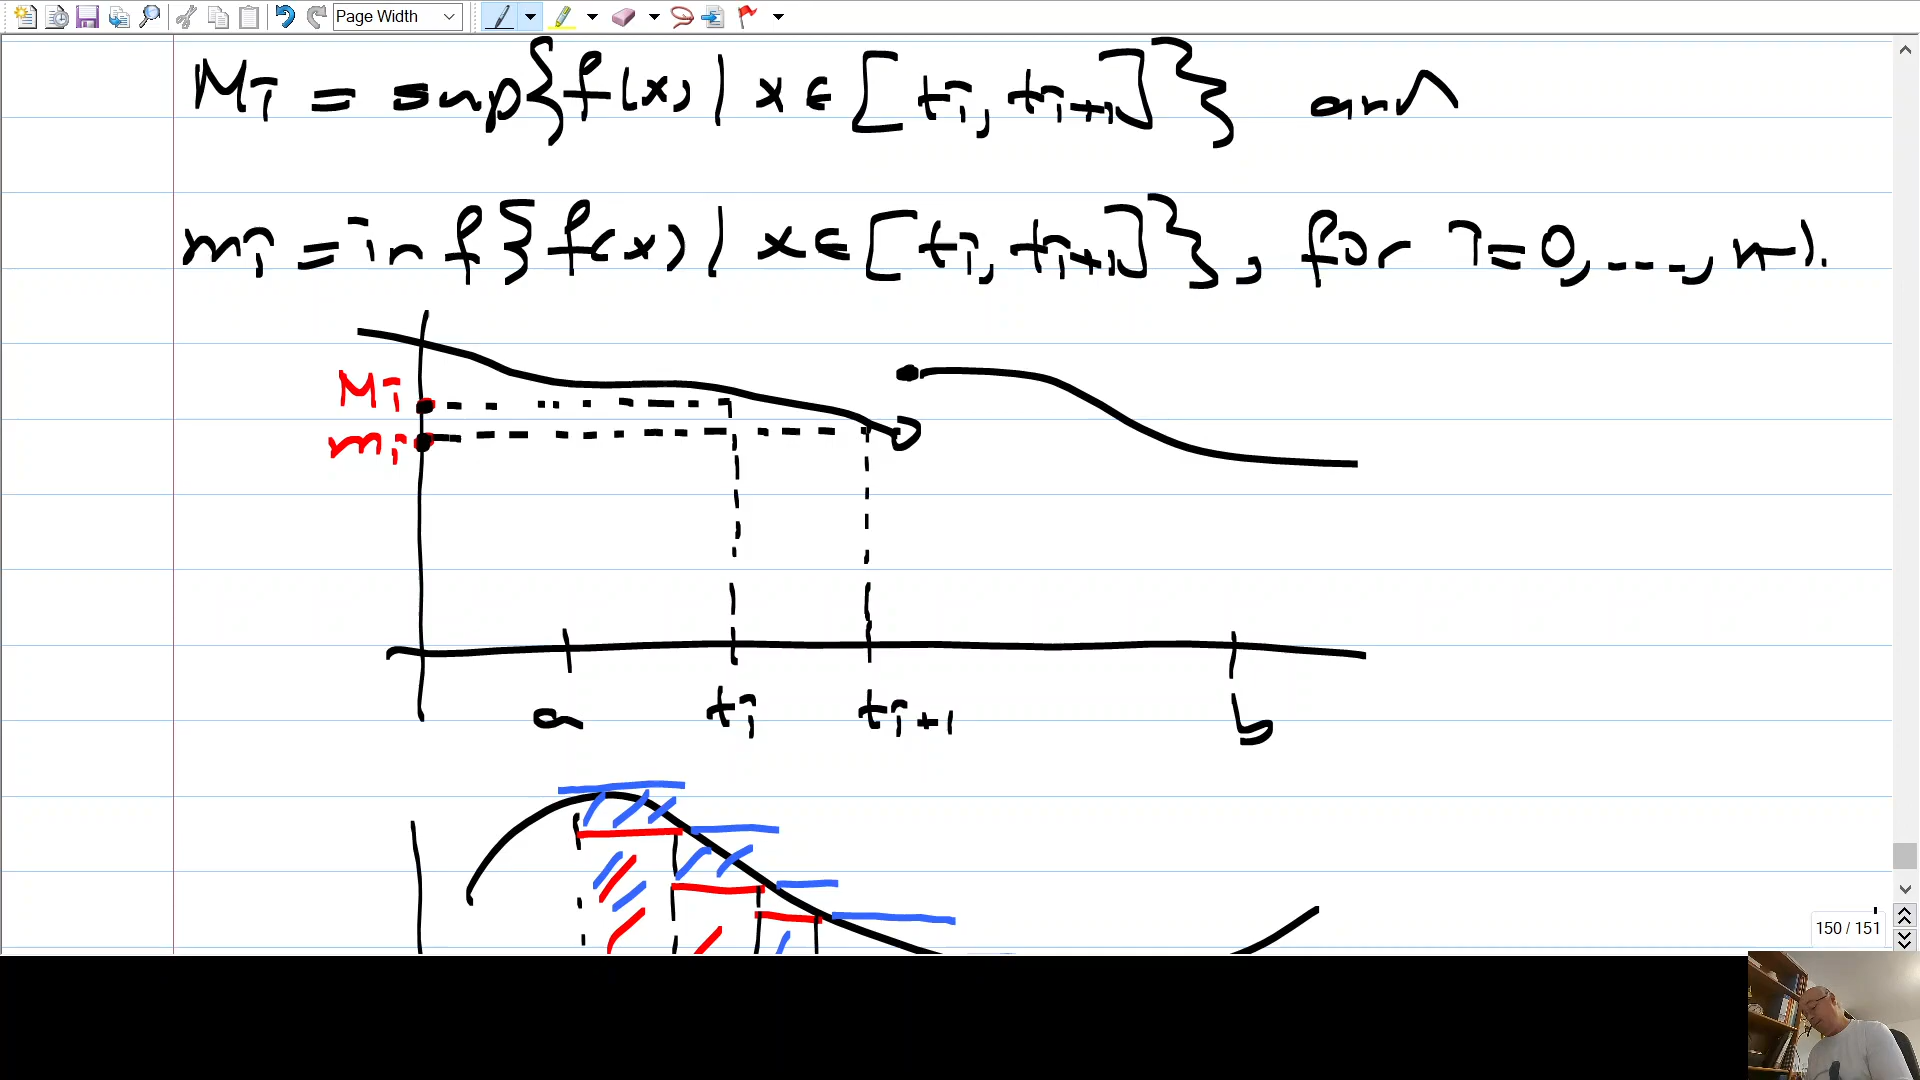 Page Width
Mi = sup{f(x) | x ∈ [ti, ti+1]} and
mi = inf{f(x) | x ∈ [ti, ti+1]}, for i=0,...,n-1.
Mi
mi
a ti ti+1 b
150 / 151